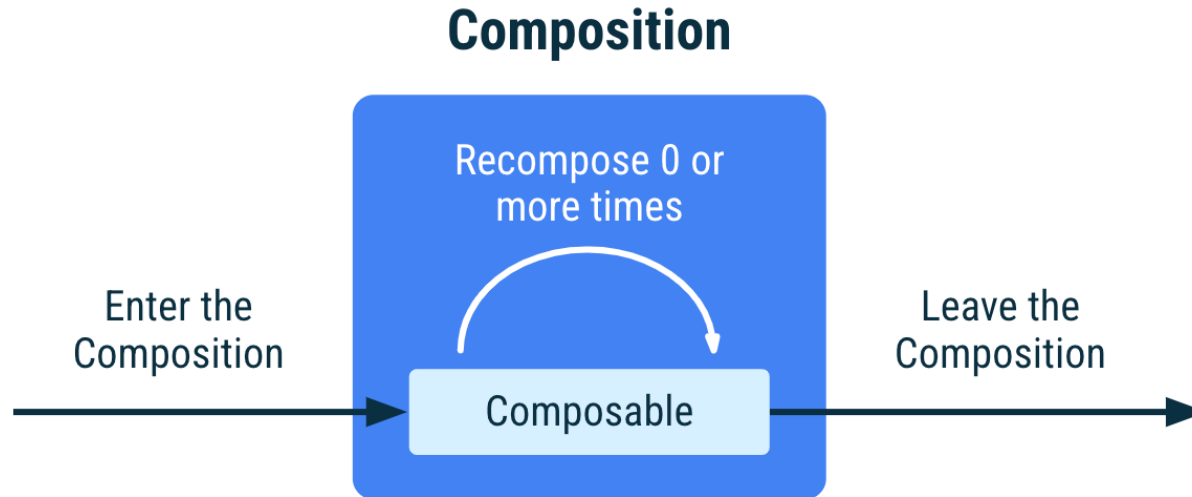 Composition
Recompose 0 or
more times
Enter the
Composition
Leave the
Composition
Composable